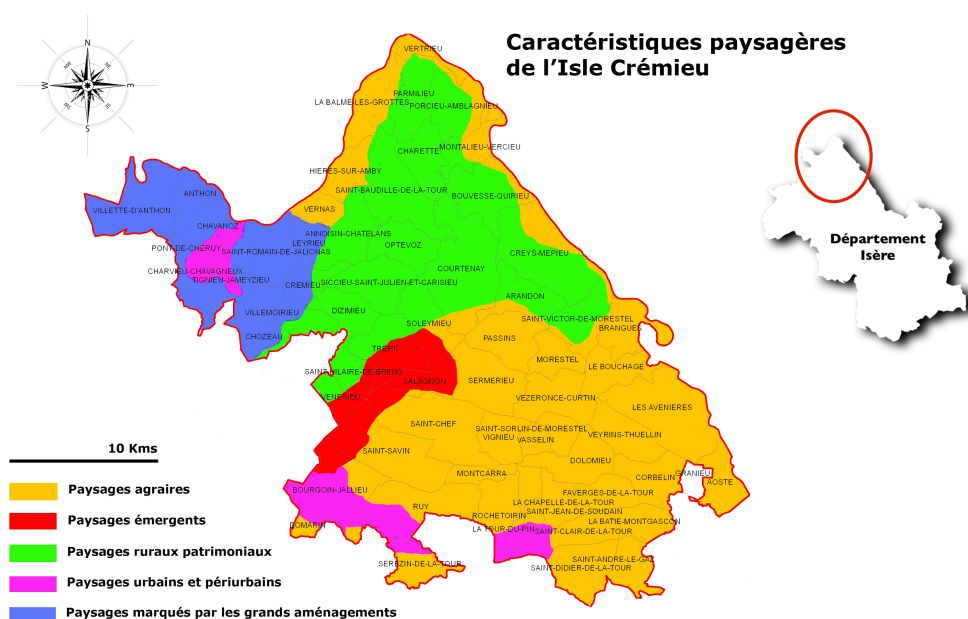 Caractéristiques paysagères
de l'Isle Crémieu
N
NE
E
SE
S
SW
W
NW
VERTRIEU
PARMILIEU
LA BALME-LES-GROTTES
PORCIEU-AMBLAGNIEU
CHARETTE
MONTALIEU-VERCIEU
HIERES-SUR-AMBY
SAINT-BAUDILLE-DE-LA-TOUR
BOUVESSE-QUIRIEU
ANTHON
VILLETTE-D'ANTHON
VERNAS
CHAVANOZ
ANNOISIN-CHATELANS
LEYRIEU
OPTEVOZ
PONT-DE-CHERUY
SAINT-ROMAIN-DE-JALIONAS
CREYS-MEPIEU
CHARVIEU-CHAVAGNEUX
TIGNIEU-JAMEYZIEU
COURTENAY
CREMIEU
SICCIEU-SAINT-JULIEN-ET-CARISIEU
ARANDON
VILLEMOIRIEU
DIZIMIEU
SAINT-VICTOR-DE-MORESTEL
SOLEYMIEU
BRANGUES
CHOZEAU
PASSINS
TREPT
MORESTEL
LE BOUCHAGE
SAINT-HILAIRE-DE-BRENS
SALAGNON
SERMERIEU
VENERIEU
VEZERONCE-CURTIN
LES AVENIERES
SAINT-CHEF
SAINT-SORLIN-DE-MORESTEL
VIGNIEU
VASSELIN
VEYRINS-THUELLIN
SAINT-SAVIN
DOLOMIEU
MONTCARRA
CORBELIN
GRANIEU
AOSTE
BOURGOIN-JALLIEU
FAVERGES-DE-LA-TOUR
LA CHAPELLE-DE-LA-TOUR
RUY
SAINT-JEAN-DE-SOUDAIN
ROCHETOIRIN
LA BATIE-MONTGASCON
DOMARIN
LA TOUR-DU-PIN
SAINT-CLAIR-DE-LA-TOUR
SEREZIN-DE-LA-TOUR
SAINT-ANDRE-LE-GAZ
SAINT-DIDIER-DE-LA-TOUR
Département
Isère
10 Kms
Paysages agraires
Paysages émergents
Paysages ruraux patrimoniaux
Paysages urbains et périurbains
Paysages marqués par les grands aménagements